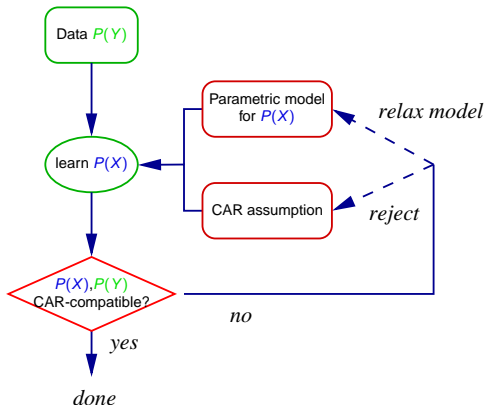 Data P(Y)
Parametric model
for P(X)
relax model
learn P(X)
CAR assumption
reject
P(X),P(Y)
CAR-compatible?
no
yes
done